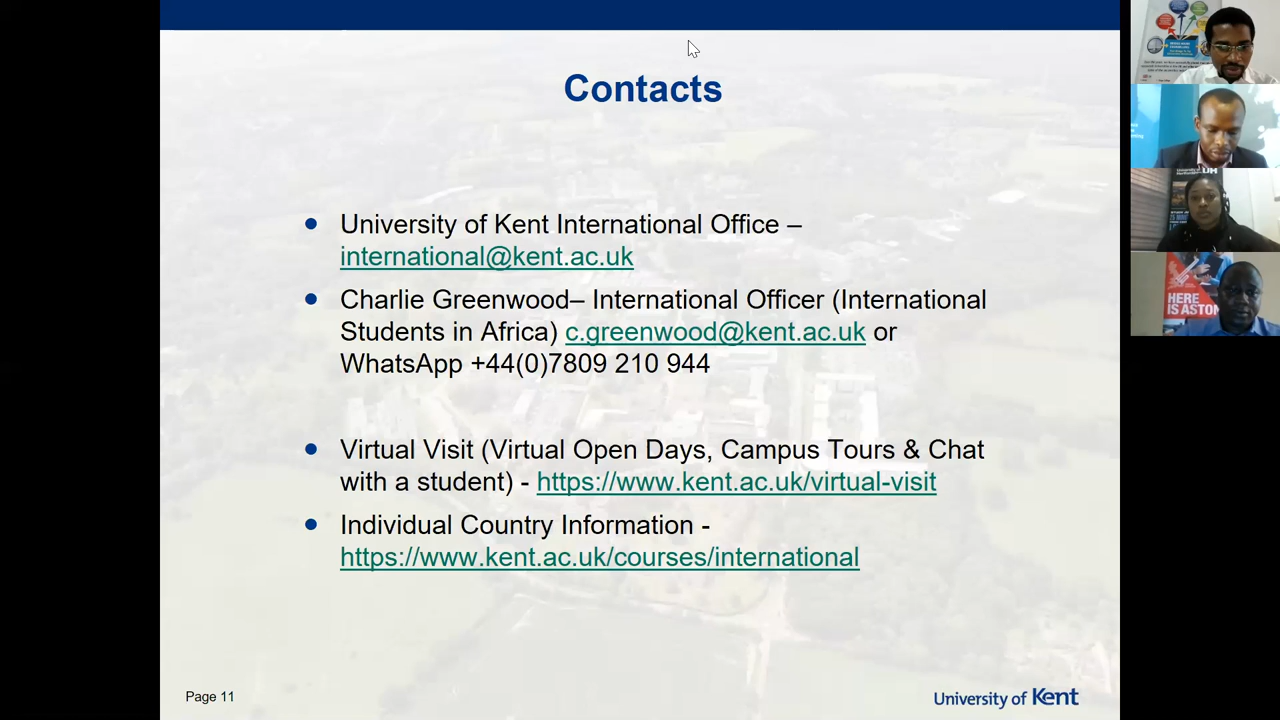 Contacts
University of Kent International Office –
international@kent.ac.uk
Charlie Greenwood– International Officer (International
Students in Africa) c.greenwood@kent.ac.uk or
WhatsApp +44(0)7809 210 944
Virtual Visit (Virtual Open Days, Campus Tours & Chat
with a student) - https://www.kent.ac.uk/virtual-visit
Individual Country Information -
https://www.kent.ac.uk/courses/international
Page 11
University of Kent
UH
HERE
IS ASTON